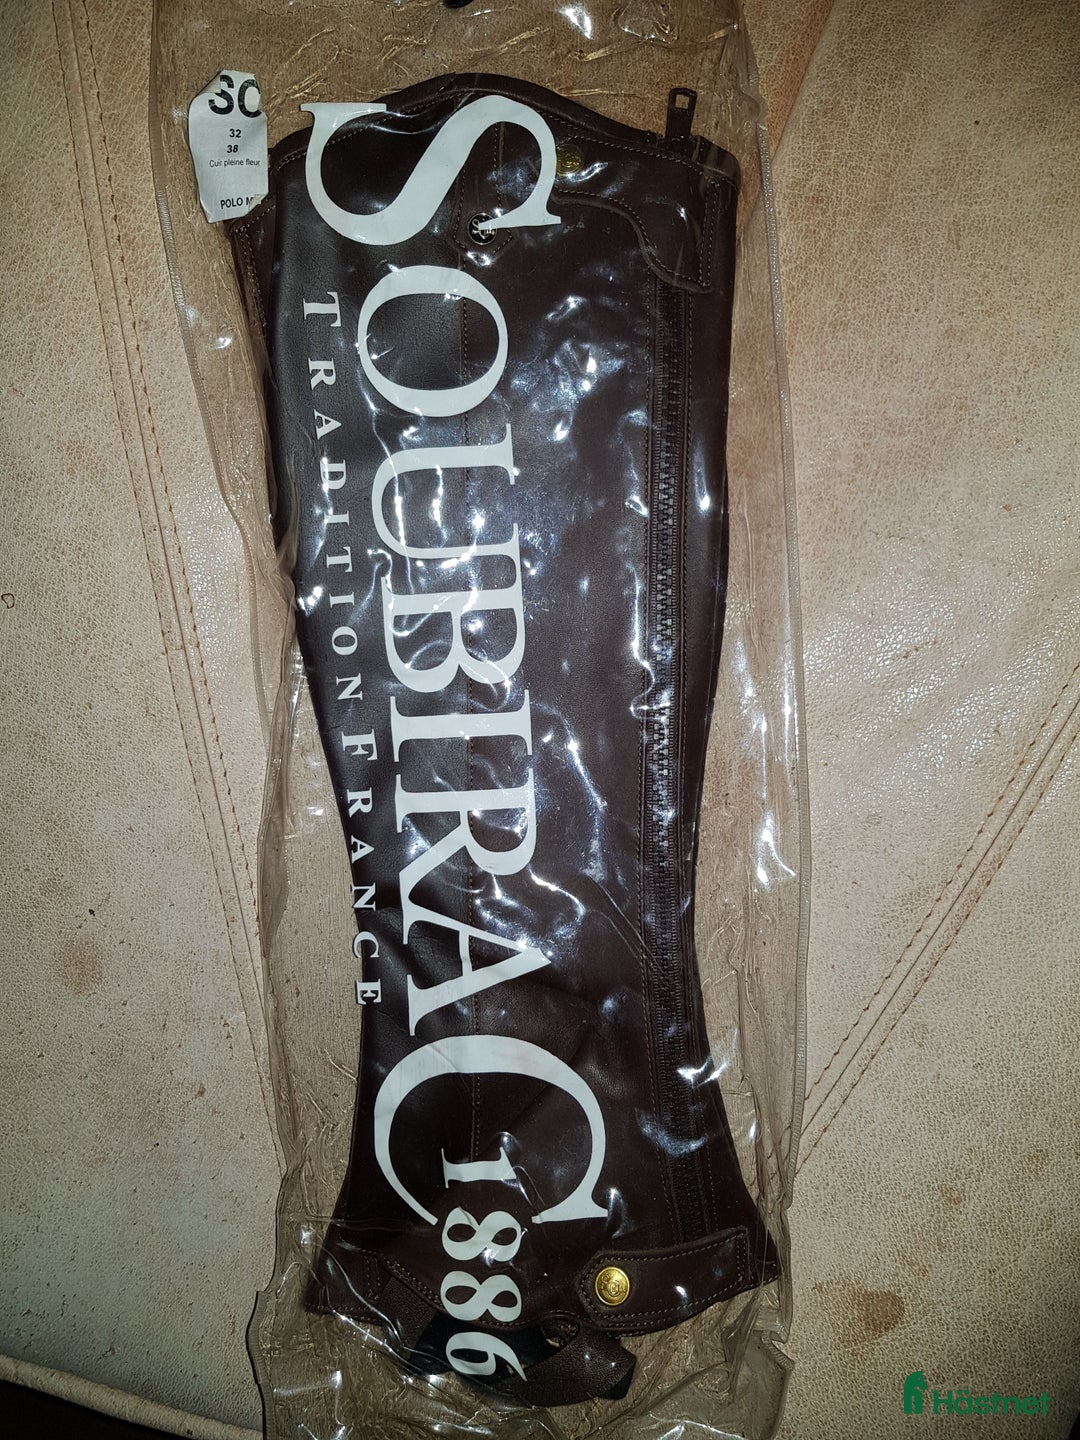 SO
32
38
Cuir pleine fleur
POLO M
SOUBIRAC
TRADITION FRANCE
1886
Hästnet